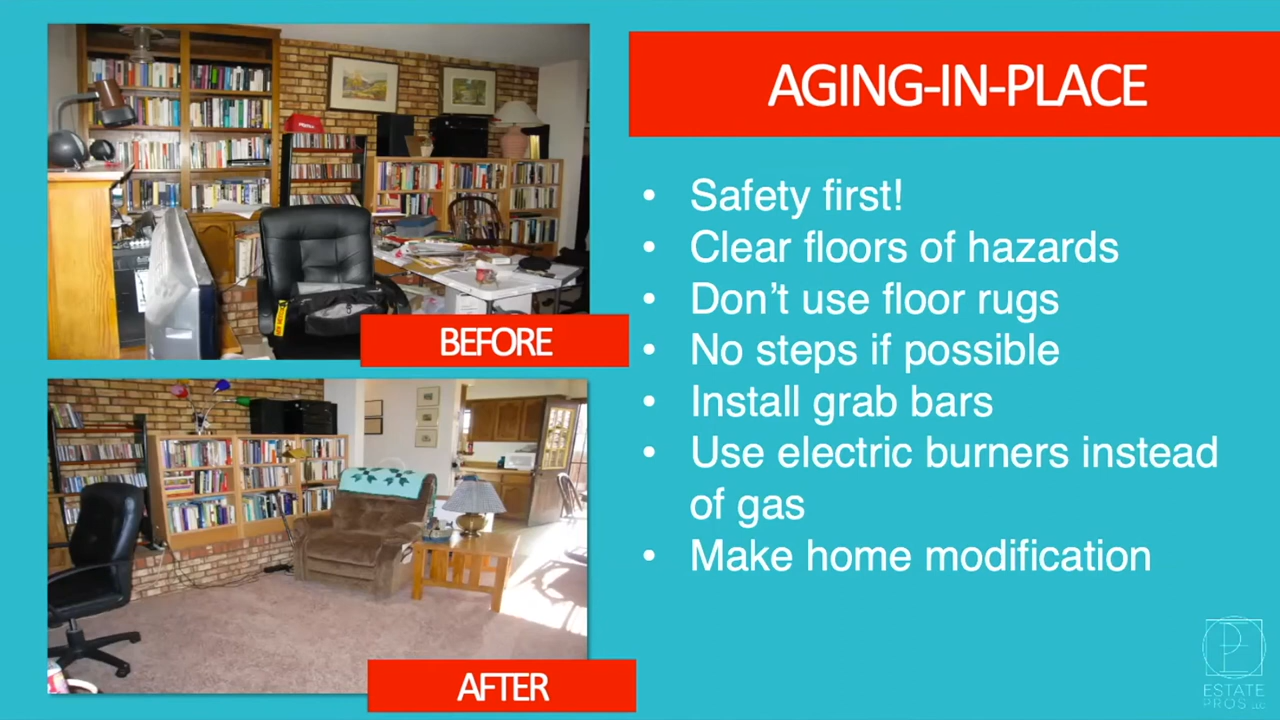 AGING-IN-PLACE
• Safety first!
• Clear floors of hazards
• Don’t use floor rugs
• No steps if possible
• Install grab bars
• Use electric burners instead
of gas
• Make home modification
BEFORE
AFTER
ESTATE
PROS LLC